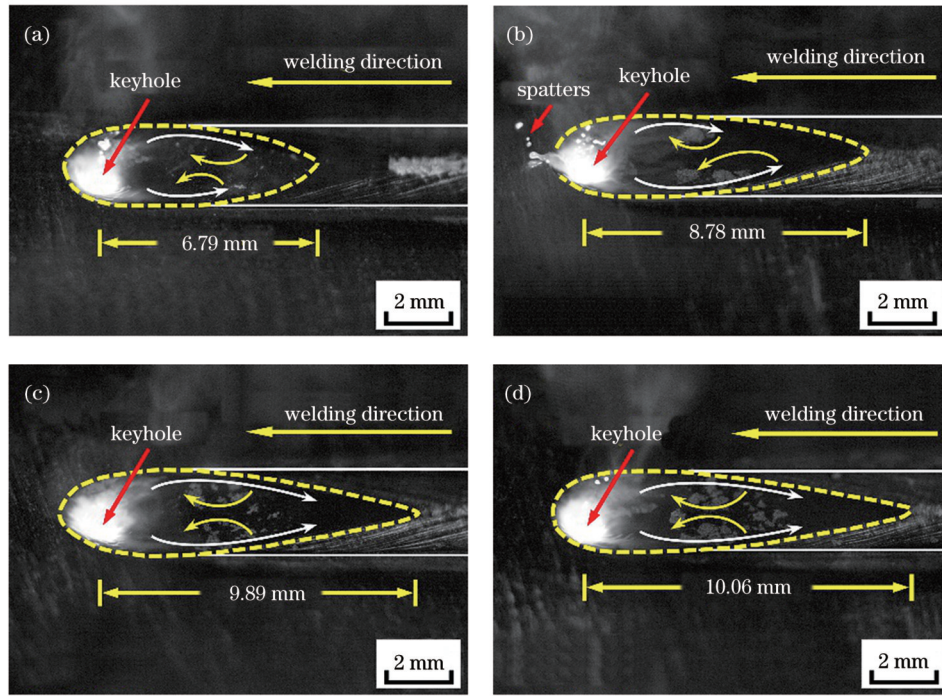 (a)
welding direction
keyhole
6.79 mm
2 mm
(b)
welding direction
keyhole
spatters
8.78 mm
2 mm
(c)
welding direction
keyhole
9.89 mm
2 mm
(d)
welding direction
keyhole
10.06 mm
2 mm